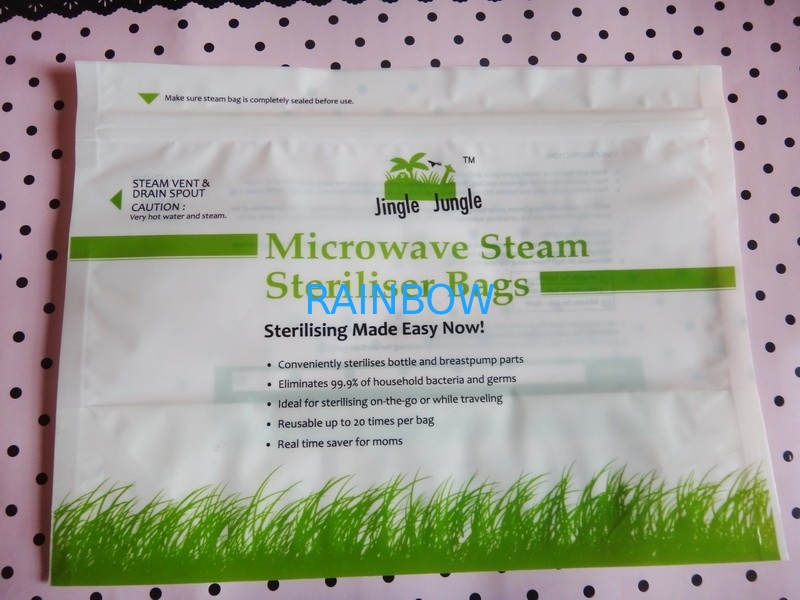 Make sure steam bag is completely sealed before use.
STEAM VENT &
DRAIN SPOUT
CAUTION :
Very hot water and steam.
TM
Jingle Jungle
Microwave Steam
Steriliser Bags
RAINBOW
Sterilising Made Easy Now!
• Conveniently sterilises bottle and breastpump parts
• Eliminates 99.9% of household bacteria and germs
• Ideal for sterilising on-the-go or while traveling
• Reusable up to 20 times per bag
• Real time saver for moms